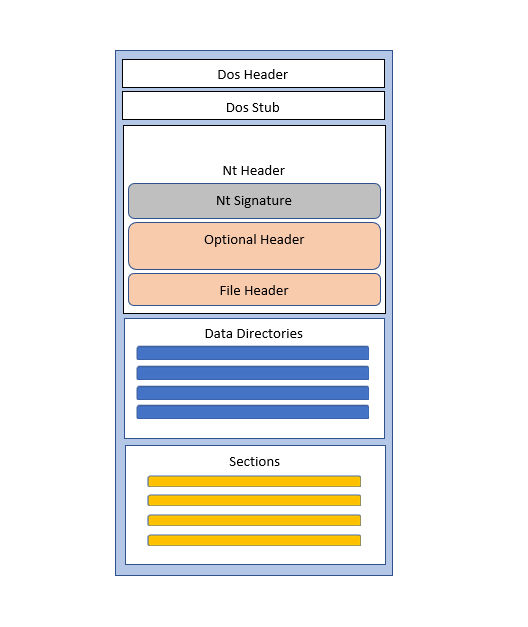 Dos Header
Dos Stub
Nt Header
Nt Signature
Optional Header
File Header
Data Directories
Sections